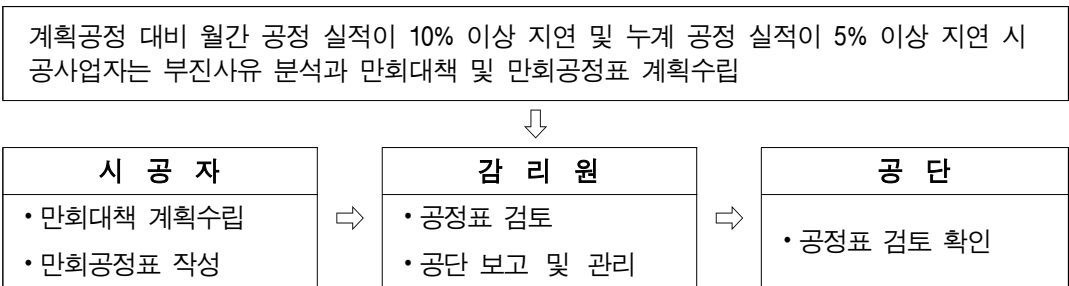 계획공정 대비 월간 공정 실적이 10% 이상 지연 및 누계 공정 실적이 5% 이상 지연 시
공사업자는 부진사유 분석과 만회대책 및 만회공정표 계획수립
시 공 자
•만회대책 계획수립
•만회공정표 작성
감 리 원
•공정표 검토
•공단 보고 및 관리
공 단
•공정표 검토 확인